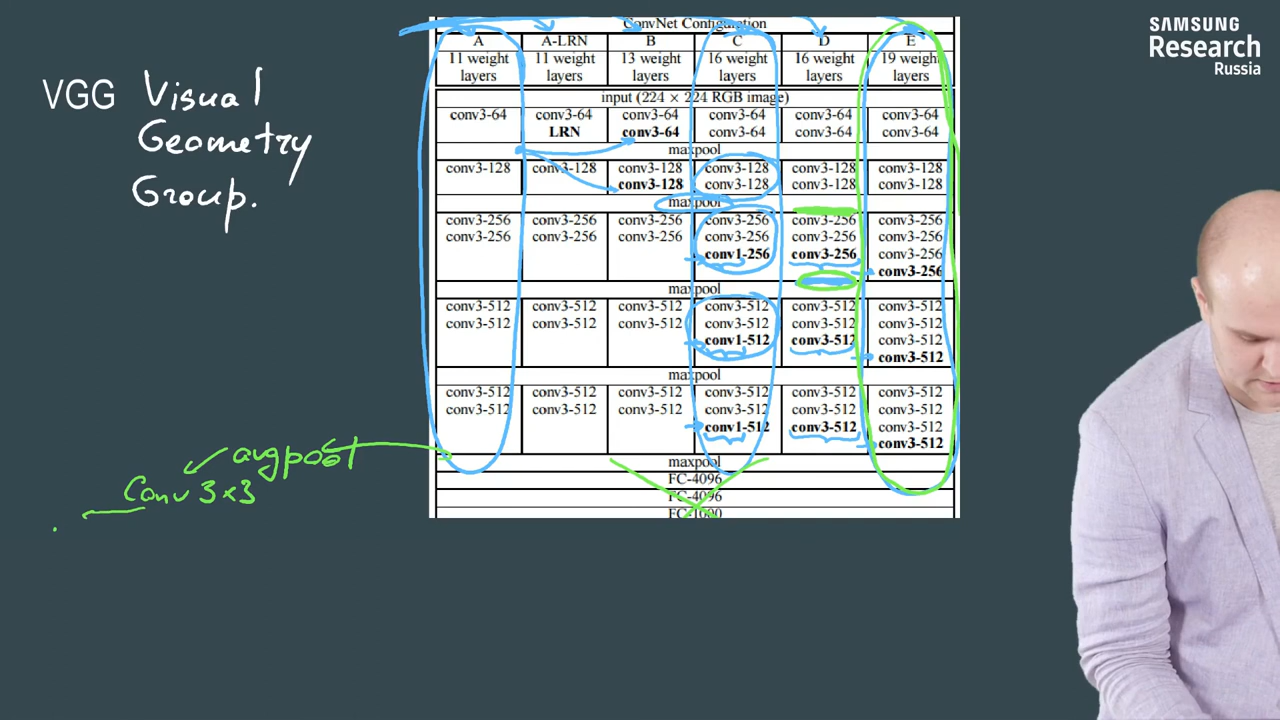 SAMSUNG
Research
Russia
VGG Visual
Geometry
Group.
ConvNet Configuration
A A-LRN B C D E
11 weight 11 weight 13 weight 16 weight 16 weight 19 weight
layers layers layers layers layers layers
input (224 × 224 RGB image)
conv3-64 conv3-64 conv3-64 conv3-64 conv3-64 conv3-64
LRN conv3-64 conv3-64 conv3-64 conv3-64
maxpool
conv3-128 conv3-128 conv3-128 conv3-128 conv3-128 conv3-128
conv3-128 conv3-128 conv3-128 conv3-128
maxpool
conv3-256 conv3-256 conv3-256 conv3-256 conv3-256 conv3-256
conv3-256 conv3-256 conv3-256 conv3-256 conv3-256 conv3-256
conv1-256 conv3-256 conv3-256
conv3-256
maxpool
conv3-512 conv3-512 conv3-512 conv3-512 conv3-512 conv3-512
conv3-512 conv3-512 conv3-512 conv3-512 conv3-512 conv3-512
conv1-512 conv3-512 conv3-512
conv3-512
maxpool
conv3-512 conv3-512 conv3-512 conv3-512 conv3-512 conv3-512
conv3-512 conv3-512 conv3-512 conv3-512 conv3-512 conv3-512
conv1-512 conv3-512 conv3-512
conv3-512
maxpool
FC-4096
FC-4096
FC-1000
avgpool
Conv 3×3